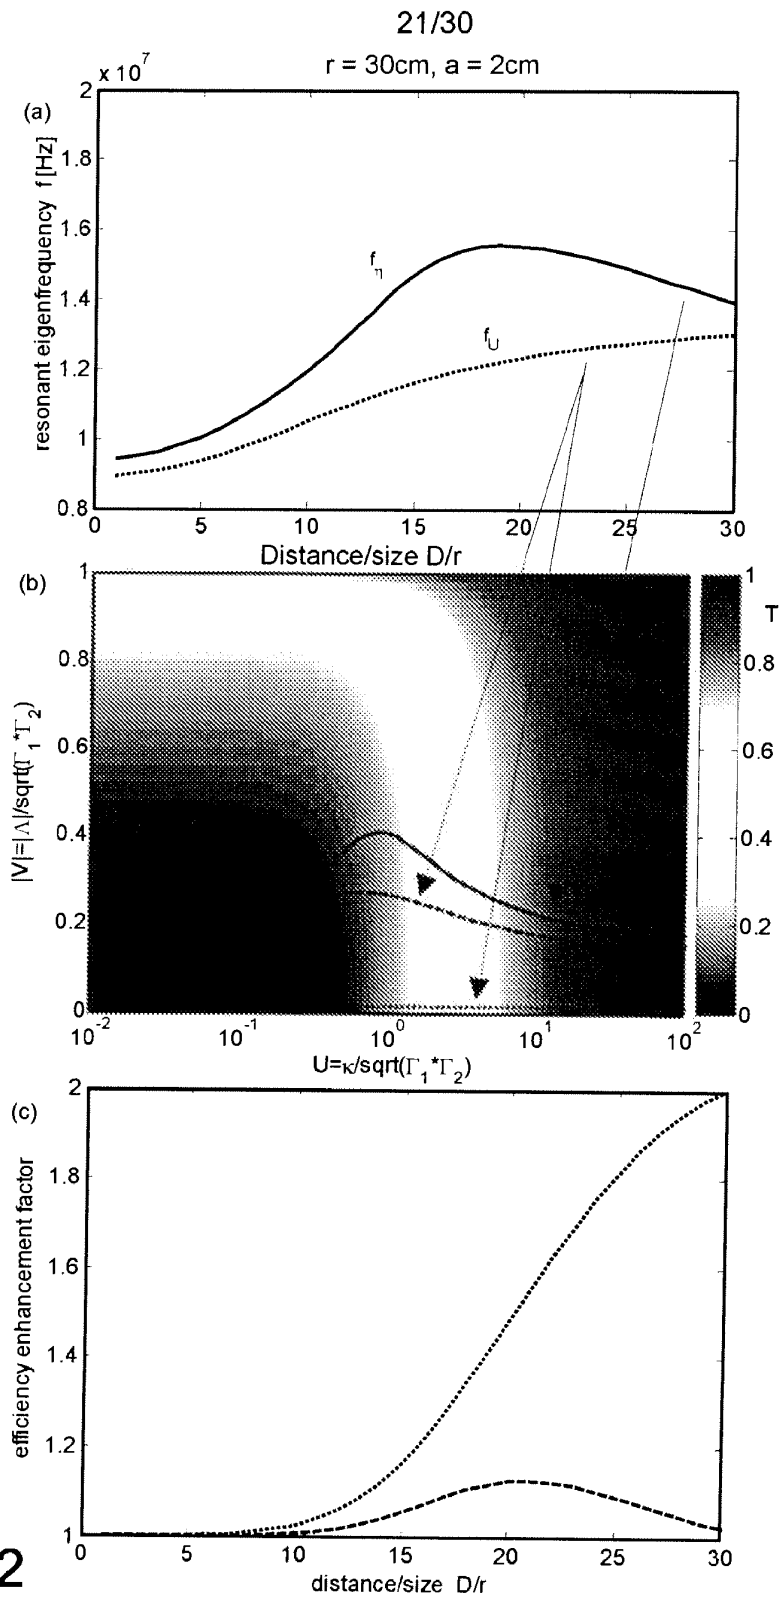 21/30
r = 30cm, a = 2cm
x 10^7
(a)
resonant eigenfrequency f [Hz]
2
1.8
1.6
1.4
1.2
1
0.8
f_η
f_U
0 5 10 15 20 25 30
Distance/size D/r
(b)
|V|=|Λ|/sqrt(Γ_1*Γ_2)
1
0.8
0.6
0.4
0.2
0
10^-2 10^-1 10^0 10^1 10^2
U=κ/sqrt(Γ_1*Γ_2)
T
1
0.8
0.6
0.4
0.2
0
(c)
efficiency enhancement factor
2
1.8
1.6
1.4
1.2
1
0 5 10 15 20 25 30
distance/size D/r
2